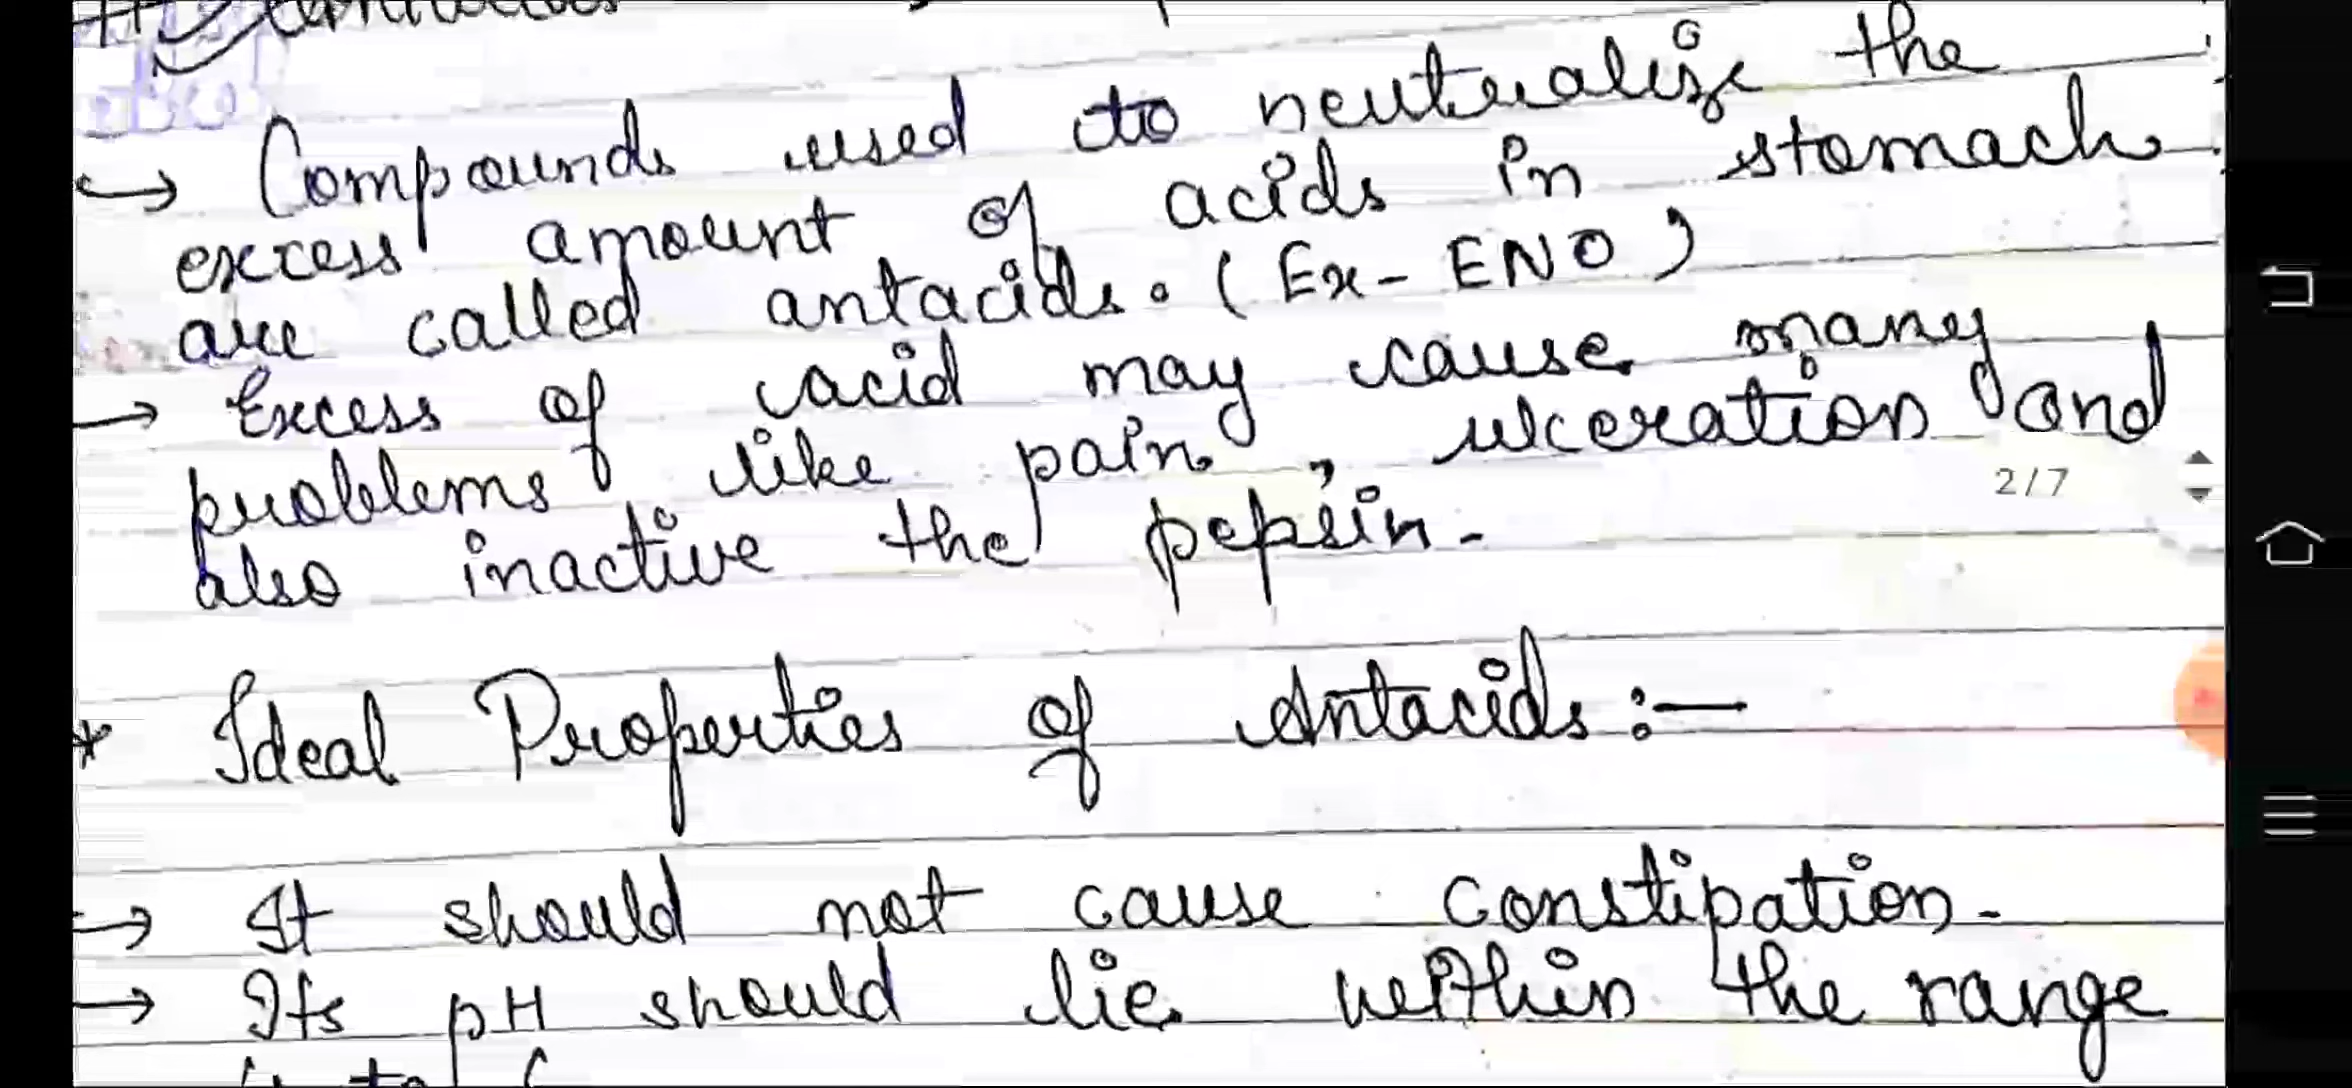 → Compounds used to neutralise the
excess amount of acids in stomach
are called antacids. (Ex- ENO)
→ Excess of acid may cause many
problems like pain, ulceration and
also inactive the pepsin.
2/7
* Ideal Properties of Antacids:-
→ It should not cause constipation.
→ Its pH should lie within the range